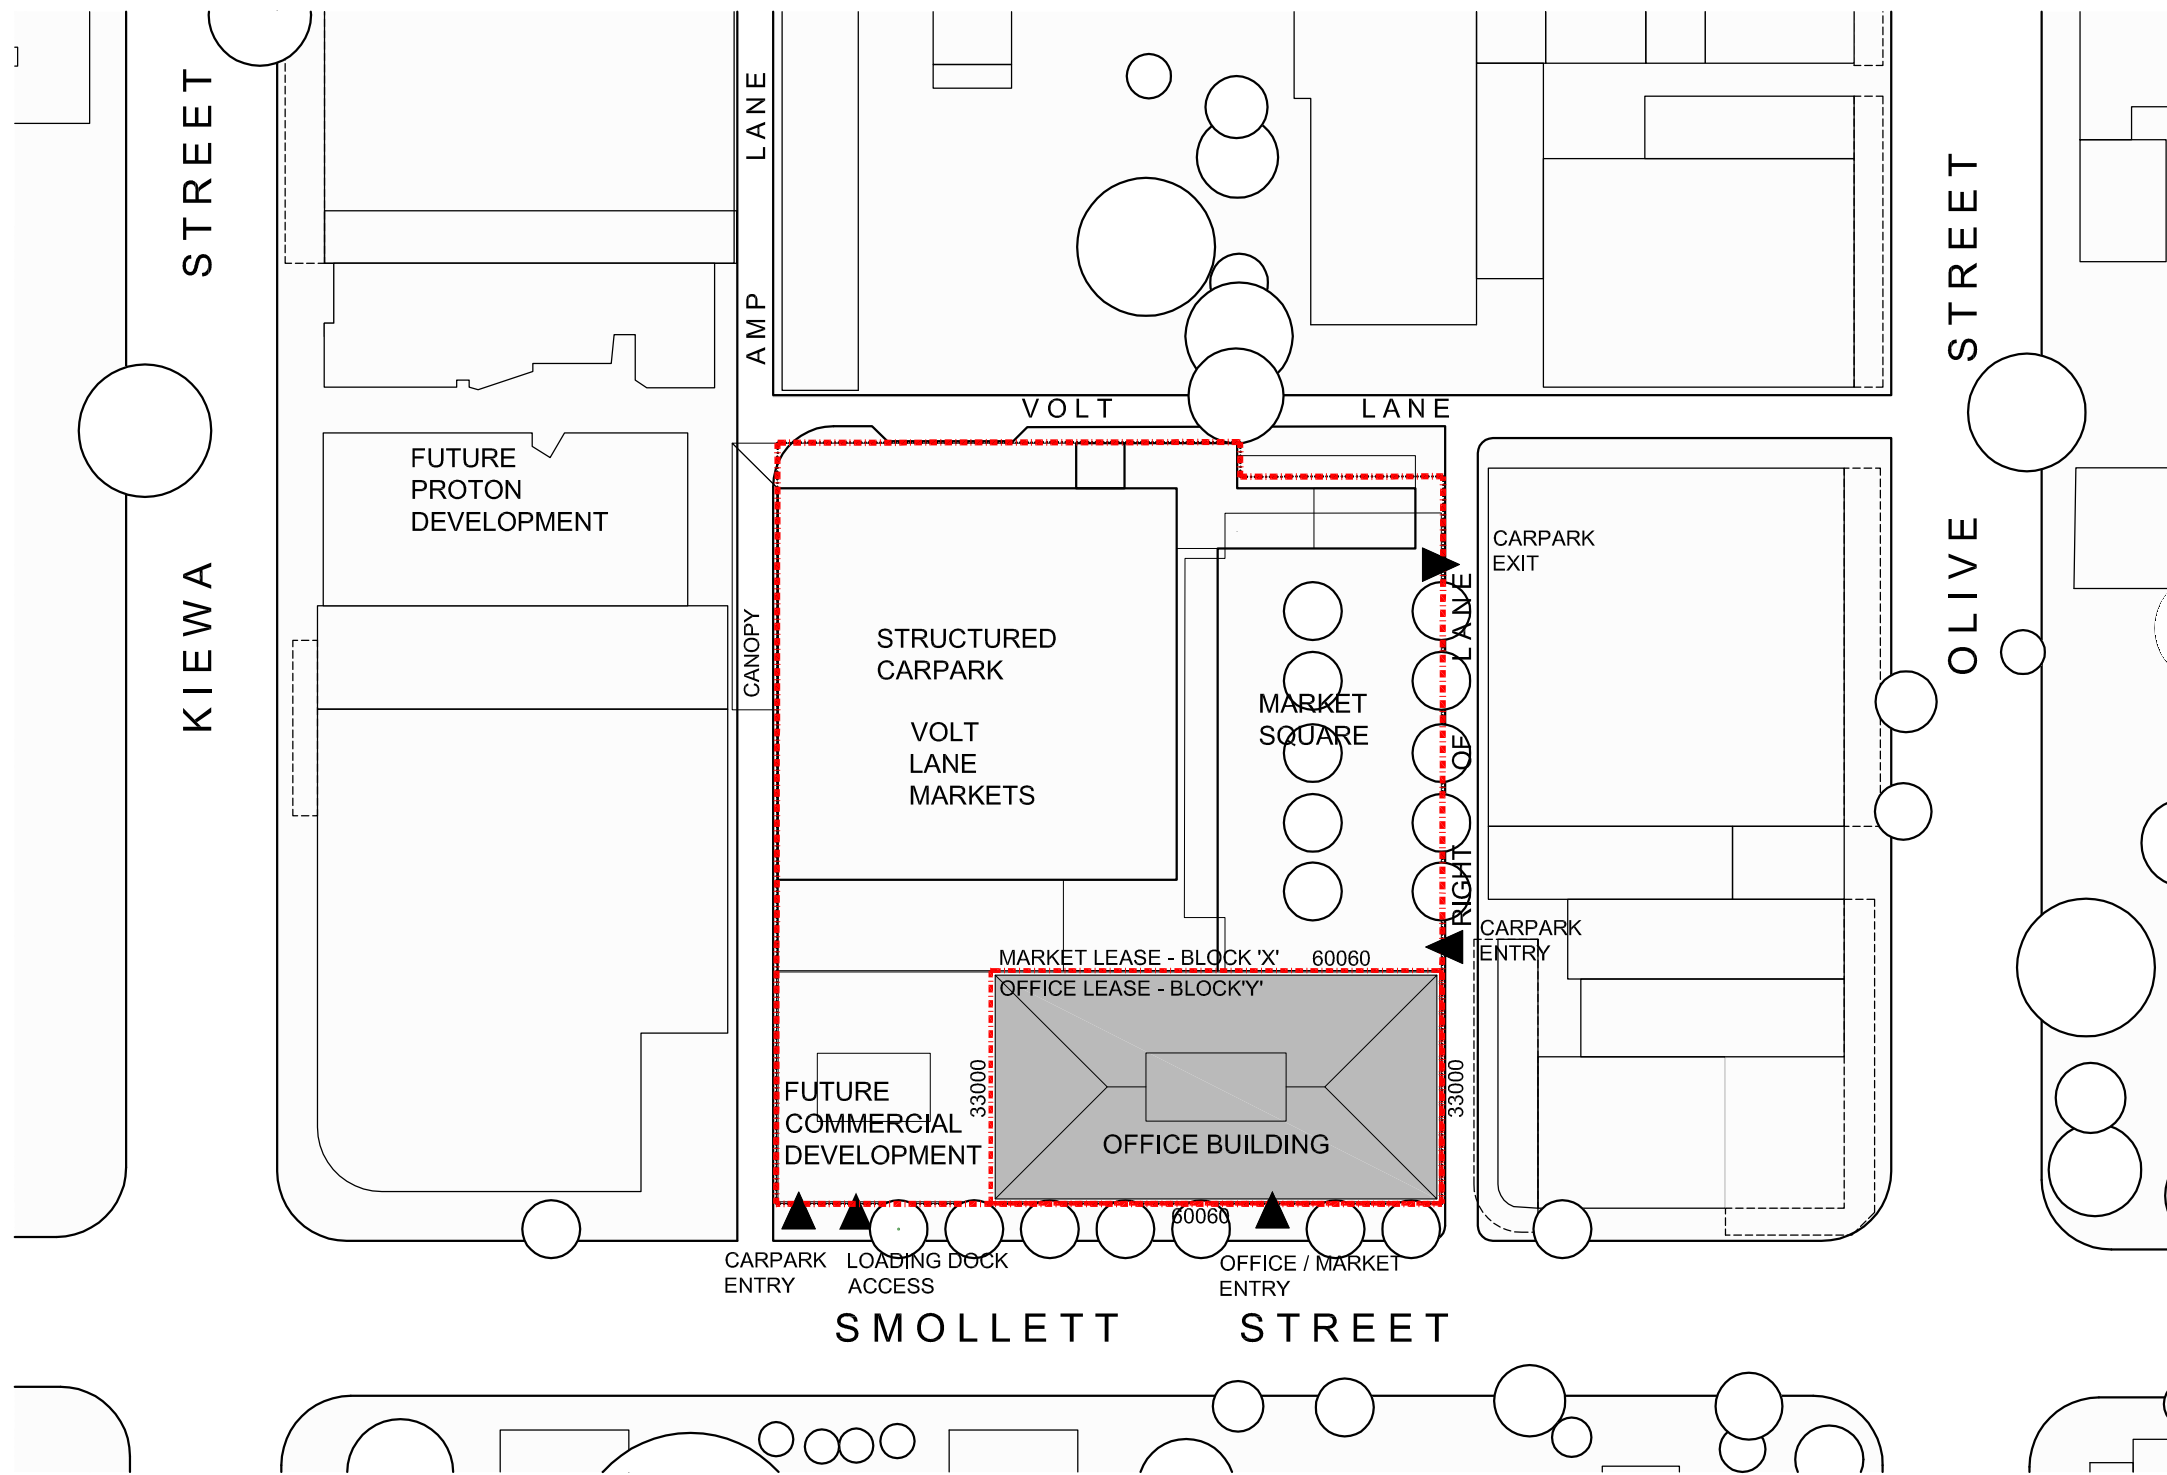 KIEWA STREET
AMP LANE
VOLT LANE
OLIVE STREET
FUTURE
PROTON
DEVELOPMENT
CARPARK
EXIT
CANOPY
STRUCTURED
CARPARK
VOLT
LANE
MARKETS
MARKET
SQUARE
RIGHT OF LANE
CARPARK
ENTRY
MARKET LEASE - BLOCK 'X' 60060
OFFICE LEASE - BLOCK'Y'
33000
33000
FUTURE
COMMERCIAL
DEVELOPMENT
OFFICE BUILDING
60060
CARPARK
ENTRY
LOADING DOCK
ACCESS
OFFICE / MARKET
ENTRY
SMOLLETT STREET